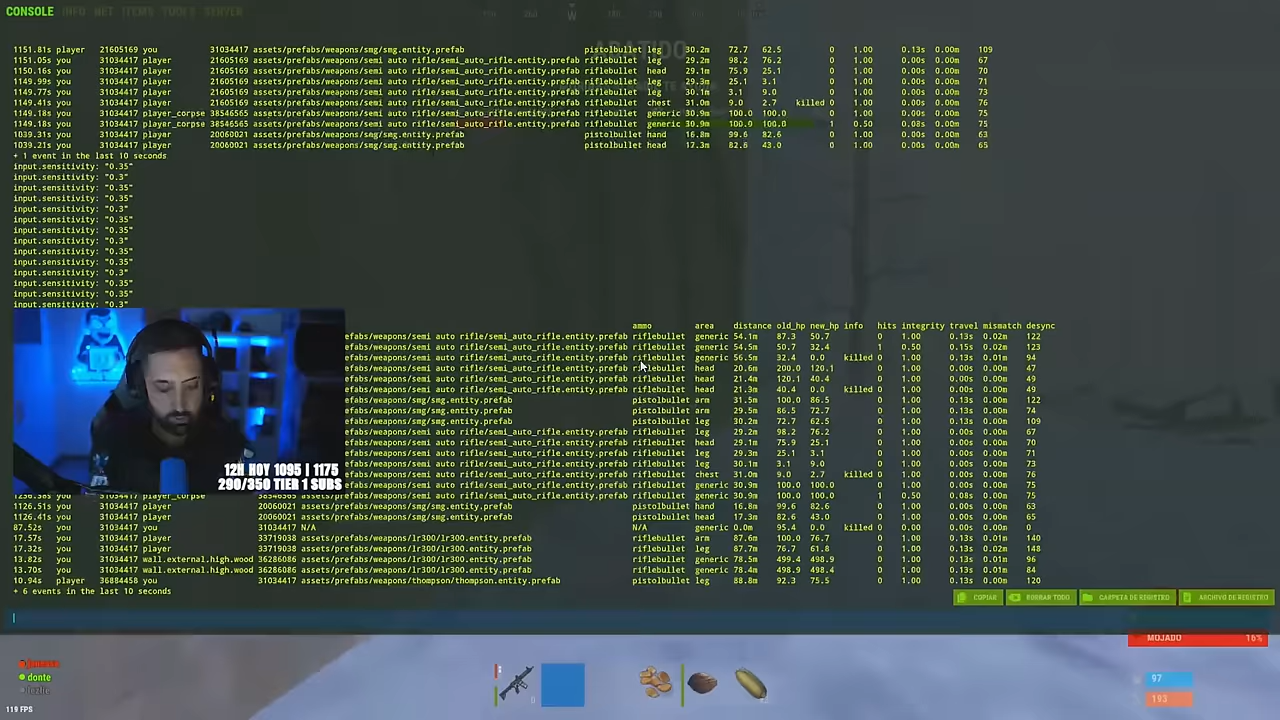 CONSOLE INFO NET ITEMS TOOLS SERVER
1151.81s player 21605169 you 31034417 assets/prefabs/weapons/smg/smg.entity.prefab pistolbullet leg 30.2m 72.7 62.5 0 1.00 0.13s 0.00m 109
1151.05s you 31034417 player 21605169 assets/prefabs/weapons/semi auto rifle/semi_auto_rifle.entity.prefab riflebullet leg 29.2m 98.2 76.2 0 1.00 0.00s 0.00m 67
1150.16s you 31034417 player 21605169 assets/prefabs/weapons/semi auto rifle/semi_auto_rifle.entity.prefab riflebullet head 29.1m 75.9 25.1 0 1.00 0.00s 0.00m 70
1149.99s you 31034417 player 21605169 assets/prefabs/weapons/semi auto rifle/semi_auto_rifle.entity.prefab riflebullet leg 29.3m 25.1 3.1 0 1.00 0.00s 0.00m 71
1149.77s you 31034417 player 21605169 assets/prefabs/weapons/semi auto rifle/semi_auto_rifle.entity.prefab riflebullet leg 30.1m 3.1 9.0 0 1.00 0.00s 0.00m 73
1149.41s you 31034417 player 21605169 assets/prefabs/weapons/semi auto rifle/semi_auto_rifle.entity.prefab riflebullet chest 31.0m 9.0 2.7 killed 0 1.00 0.00s 0.00m 76
1149.18s you 31034417 player_corpse 38546565 assets/prefabs/weapons/semi auto rifle/semi_auto_rifle.entity.prefab riflebullet generic 30.9m 100.0 100.0 0 1.00 0.00s 0.00m 75
1149.18s you 31034417 player_corpse 38546565 assets/prefabs/weapons/semi auto rifle/semi_auto_rifle.entity.prefab riflebullet generic 30.9m 100.0 100.0 1 0.50 0.08s 0.00m 75
1039.31s you 31034417 player 20060021 assets/prefabs/weapons/smg/smg.entity.prefab pistolbullet hand 16.8m 99.6 82.6 0 1.00 0.00s 0.00m 63
1039.21s you 31034417 player 20060021 assets/prefabs/weapons/smg/smg.entity.prefab pistolbullet head 17.3m 82.6 43.0 0 1.00 0.00s 0.00m 65
+ 1 event in the last 10 seconds
input.sensitivity: "0.35"
input.sensitivity: "0.3"
input.sensitivity: "0.35"
input.sensitivity: "0.35"
input.sensitivity: "0.3"
input.sensitivity: "0.35"
input.sensitivity: "0.35"
input.sensitivity: "0.3"
input.sensitivity: "0.35"
input.sensitivity: "0.35"
input.sensitivity: "0.3"
input.sensitivity: "0.35"
input.sensitivity: "0.35"
input.sensitivity: "0.3"
ammo area distance old_hp new_hp info hits integrity travel mismatch desync
efabs/weapons/semi auto rifle/semi_auto_rifle.entity.prefab riflebullet generic 54.1m 87.3 50.7 0 1.00 0.13s 0.02m 122
efabs/weapons/semi auto rifle/semi_auto_rifle.entity.prefab riflebullet generic 54.5m 50.7 32.4 1 0.50 0.15s 0.02m 123
efabs/weapons/semi auto rifle/semi_auto_rifle.entity.prefab riflebullet generic 56.5m 32.4 0.0 killed 0 1.00 0.13s 0.01m 94
efabs/weapons/semi auto rifle/semi_auto_rifle.entity.prefab riflebullet head 20.6m 200.0 120.1 0 1.00 0.00s 0.00m 47
efabs/weapons/semi auto rifle/semi_auto_rifle.entity.prefab riflebullet head 21.4m 120.1 40.4 0 1.00 0.00s 0.00m 49
efabs/weapons/semi auto rifle/semi_auto_rifle.entity.prefab riflebullet head 21.3m 40.4 0.0 killed 0 1.00 0.00s 0.00m 49
efabs/weapons/smg/smg.entity.prefab pistolbullet arm 31.5m 100.0 86.5 0 1.00 0.13s 0.00m 122
efabs/weapons/smg/smg.entity.prefab pistolbullet arm 29.5m 86.5 72.7 0 1.00 0.13s 0.00m 74
efabs/weapons/smg/smg.entity.prefab pistolbullet leg 30.2m 72.7 62.5 0 1.00 0.13s 0.00m 109
efabs/weapons/semi auto rifle/semi_auto_rifle.entity.prefab riflebullet leg 29.2m 98.2 76.2 0 1.00 0.00s 0.00m 67
efabs/weapons/semi auto rifle/semi_auto_rifle.entity.prefab riflebullet head 29.1m 75.9 25.1 0 1.00 0.00s 0.00m 70
efabs/weapons/semi auto rifle/semi_auto_rifle.entity.prefab riflebullet leg 29.3m 25.1 3.1 0 1.00 0.00s 0.00m 71
efabs/weapons/semi auto rifle/semi_auto_rifle.entity.prefab riflebullet leg 30.1m 3.1 9.0 0 1.00 0.00s 0.00m 73
efabs/weapons/semi auto rifle/semi_auto_rifle.entity.prefab riflebullet chest 31.0m 9.0 2.7 killed 0 1.00 0.00s 0.00m 76
efabs/weapons/semi auto rifle/semi_auto_rifle.entity.prefab riflebullet generic 30.9m 100.0 100.0 0 1.00 0.00s 0.00m 75
you 31034417 player_corpse 38546565 assets/prefabs/weapons/semi auto rifle/semi_auto_rifle.entity.prefab riflebullet generic 30.9m 100.0 100.0 1 0.50 0.08s 0.00m 75
1126.51s you 31034417 player 20060021 assets/prefabs/weapons/smg/smg.entity.prefab pistolbullet hand 16.8m 99.6 82.6 0 1.00 0.00s 0.00m 63
1126.41s you 31034417 player 20060021 assets/prefabs/weapons/smg/smg.entity.prefab pistolbullet head 17.3m 82.6 43.0 0 1.00 0.00s 0.00m 65
87.52s you 31034417 you 31034417 N/A N/A generic 0.0m 95.4 0.0 killed 0 1.00 0.00s 0.00m 0
17.57s you 31034417 player 33719038 assets/prefabs/weapons/lr300/lr300.entity.prefab riflebullet arm 87.6m 100.0 76.7 0 1.00 0.13s 0.01m 140
17.32s you 31034417 player 33719038 assets/prefabs/weapons/lr300/lr300.entity.prefab riflebullet leg 87.7m 76.7 61.8 0 1.00 0.13s 0.02m 148
13.82s you 31034417 wall.external.high.wood 36286086 assets/prefabs/weapons/lr300/lr300.entity.prefab riflebullet generic 78.5m 499.4 498.9 0 1.00 0.13s 0.01m 96
13.70s you 31034417 wall.external.high.wood 36286086 assets/prefabs/weapons/lr300/lr300.entity.prefab riflebullet generic 78.4m 498.9 498.4 0 1.00 0.13s 0.01m 84
10.94s player 36884458 you 31034417 assets/prefabs/weapons/thompson/thompson.entity.prefab pistolbullet leg 88.8m 92.3 75.5 0 1.00 0.13s 0.00m 120
+ 6 events in the last 10 seconds
12H HOY 1095 | 1175
290/350 TIER 1 SUBS
COPIAR BORRAR TODO CARPETA DE REGISTRO ARCHIVO DE REGISTRO
MOJADO 16%
donte
97
193
119 FPS